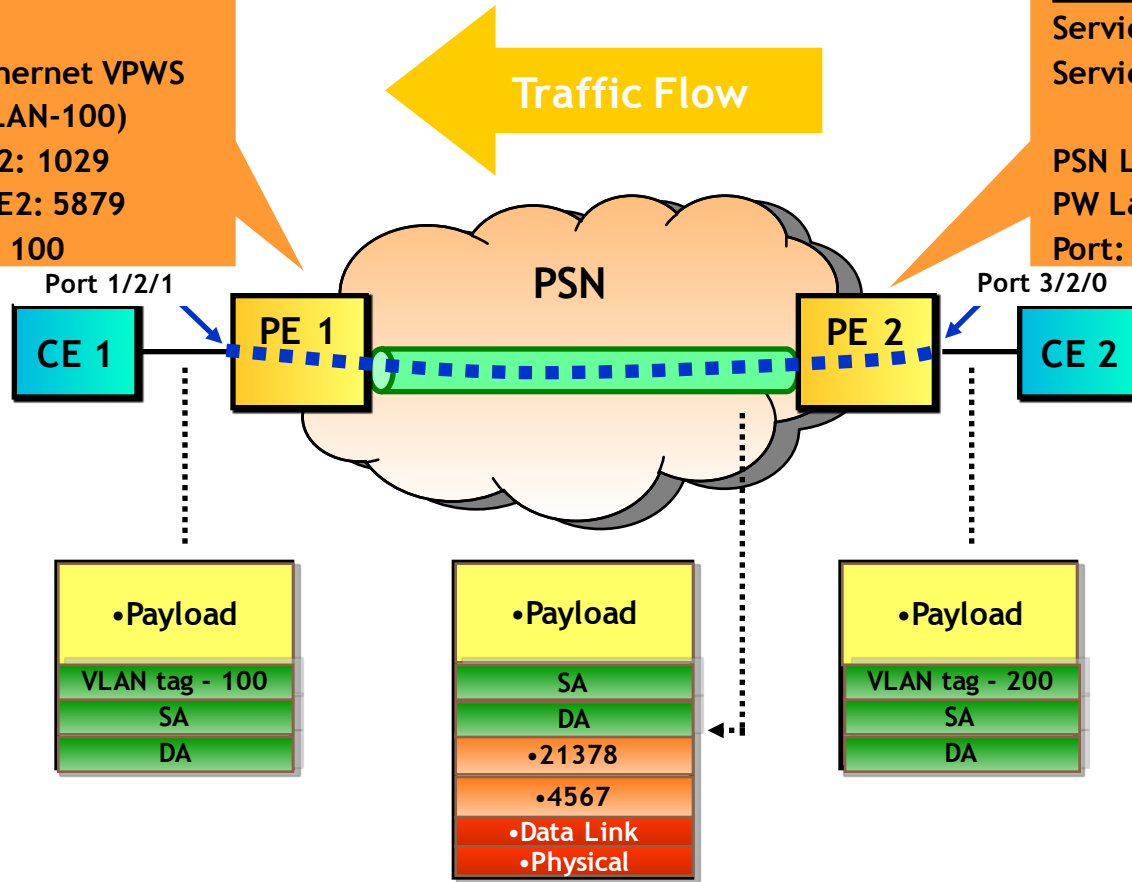 hernet VPWS
LAN-100)
2: 1029
E2: 5879
100
Servic
Servic
PSN L
PW La
Port:
Traffic Flow
PSN
Port 1/2/1
Port 3/2/0
CE 1
PE 1
PE 2
CE 2
•Payload
VLAN tag - 100
SA
DA
•Payload
SA
DA
•21378
•4567
•Data Link
•Physical
•Payload
VLAN tag - 200
SA
DA